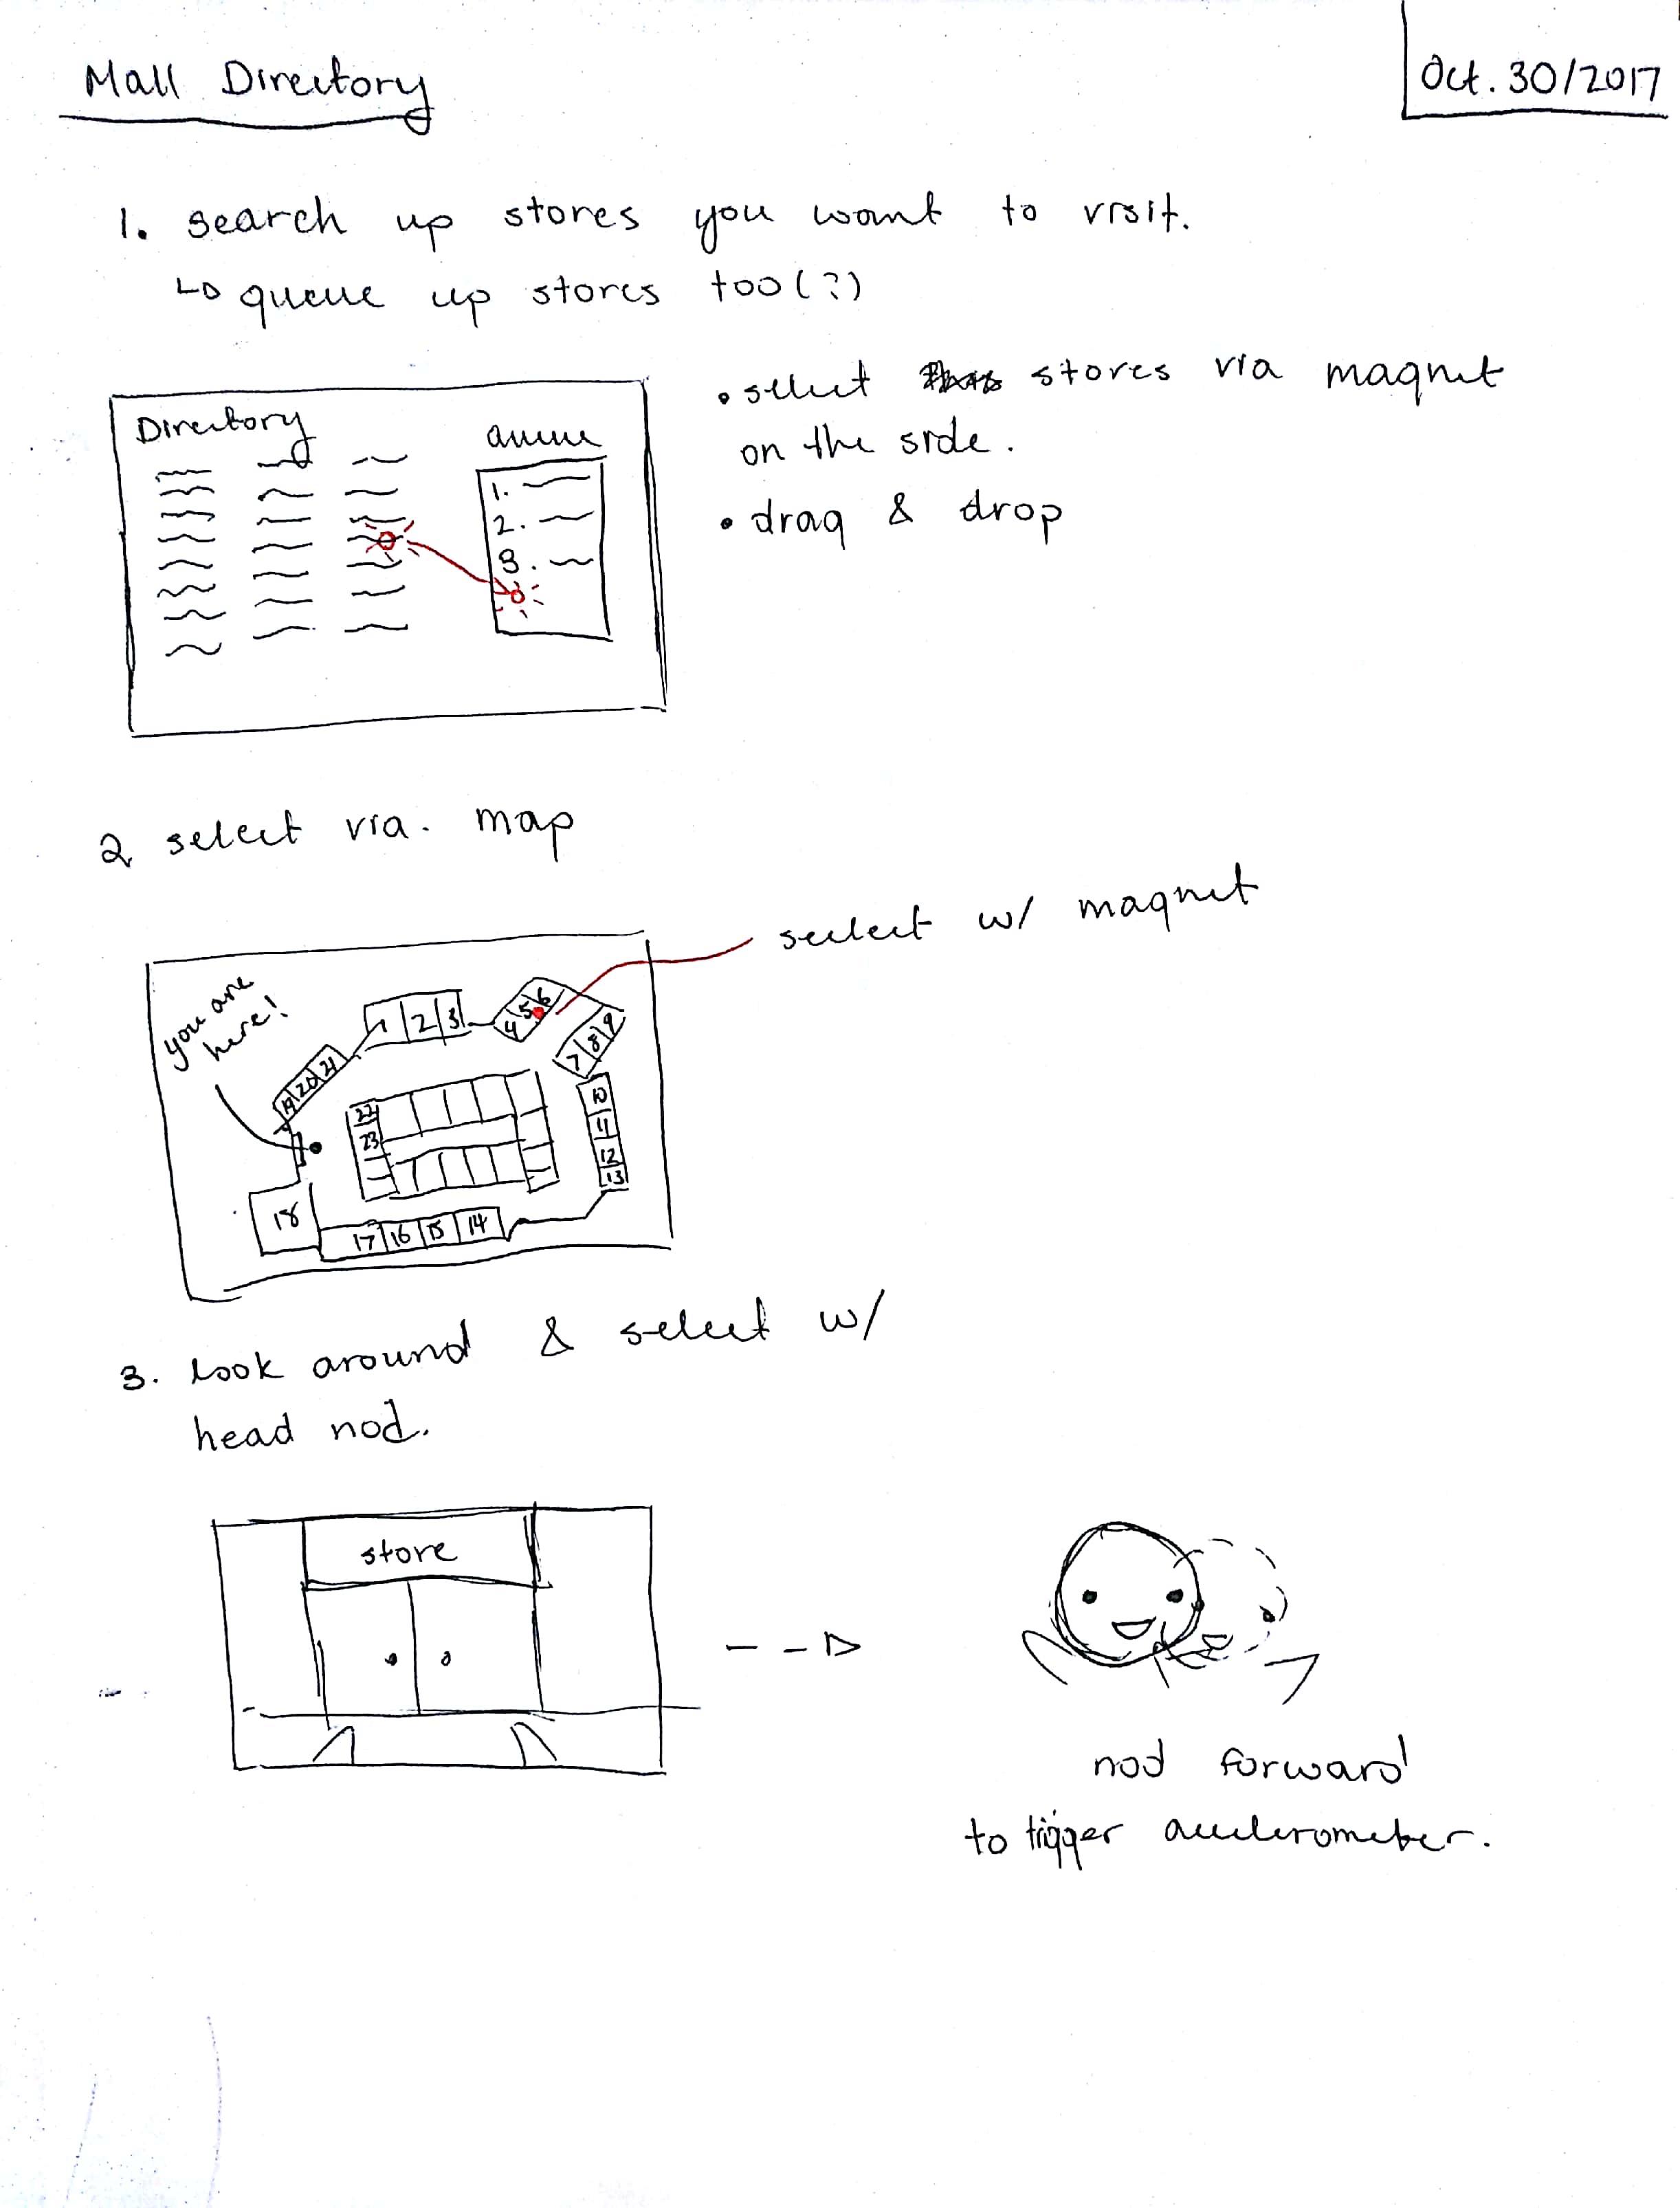 Mall Directory
Oct. 30/2017
1. search up stores you want to visit.
queue up stores too(?)
• select stores via magnet
on the side.
• drag & drop
Directory
queue
1.
2.
3.
2 select via. map
select w/ magnet
you are
here!
1 2 3
4 5 6
7 8 9
10
11
12
13
14
15
16
17
18
19 20 21
22
23
3. look around & select w/
head nod.
store
nod forward
to trigger accelerometer.